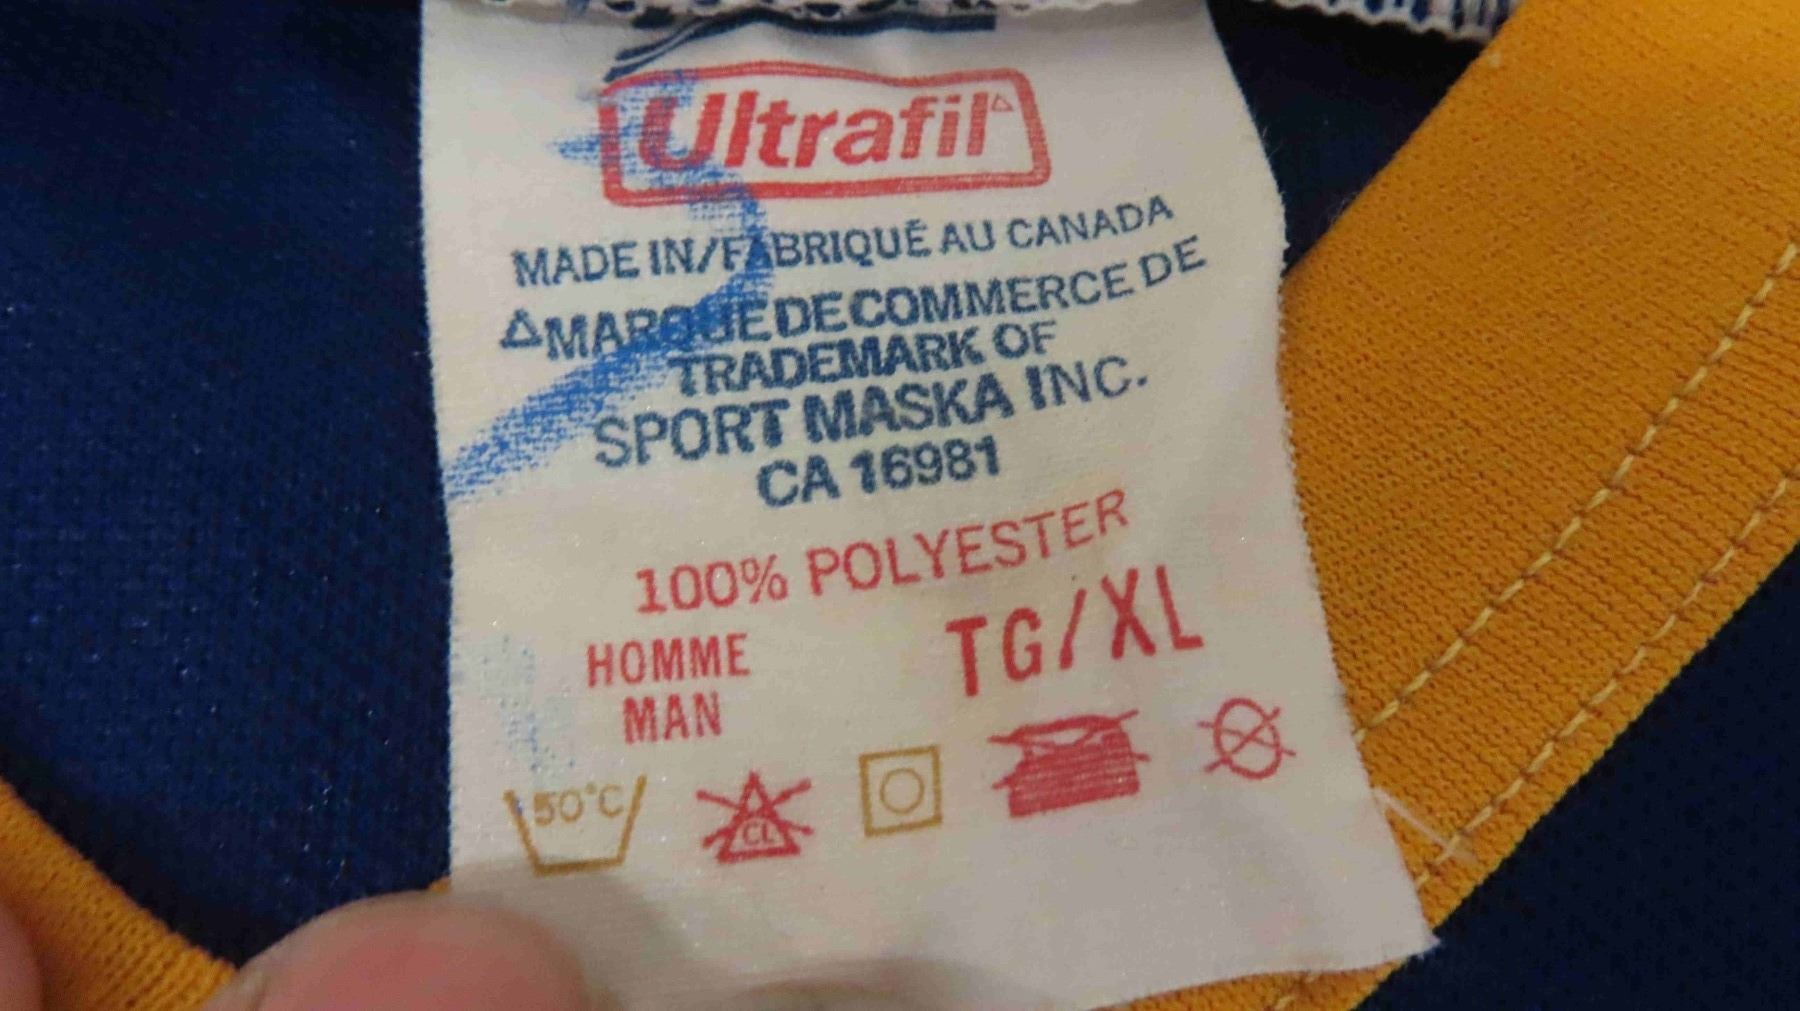 Ultrafil△
MADE IN/FABRIQUÉ AU CANADA
△MARQUE DE COMMERCE DE
TRADEMARK OF
SPORT MASKA INC.
CA 16981
100% POLYESTER
HOMME
MAN
TG/XL
50°C
CL